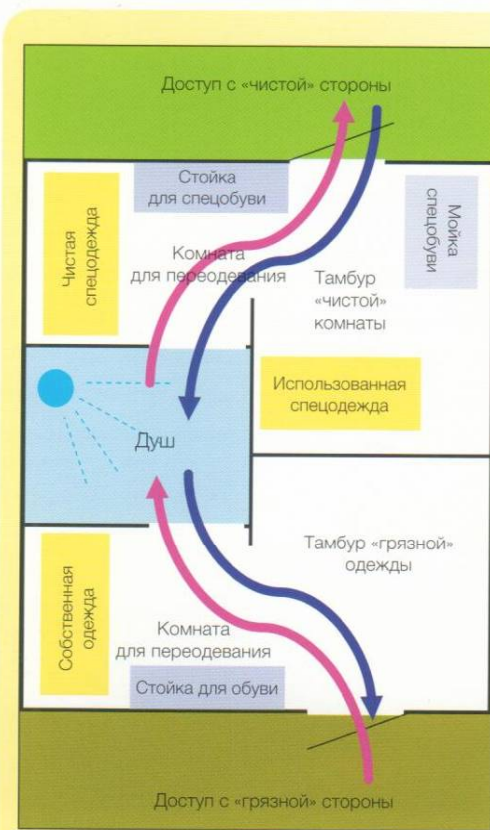 Доступ с «чистой» стороны
Стойка
для спецобуви
Чистая
спецодежда
Мойка
спецобуви
Комната
для переодевания
Тамбур
«чистой»
комнаты
Использованная
спецодежда
Душ
Тамбур «грязной»
одежды
Собственная
одежда
Комната
для переодевания
Стойка для обуви
Доступ с «грязной» стороны